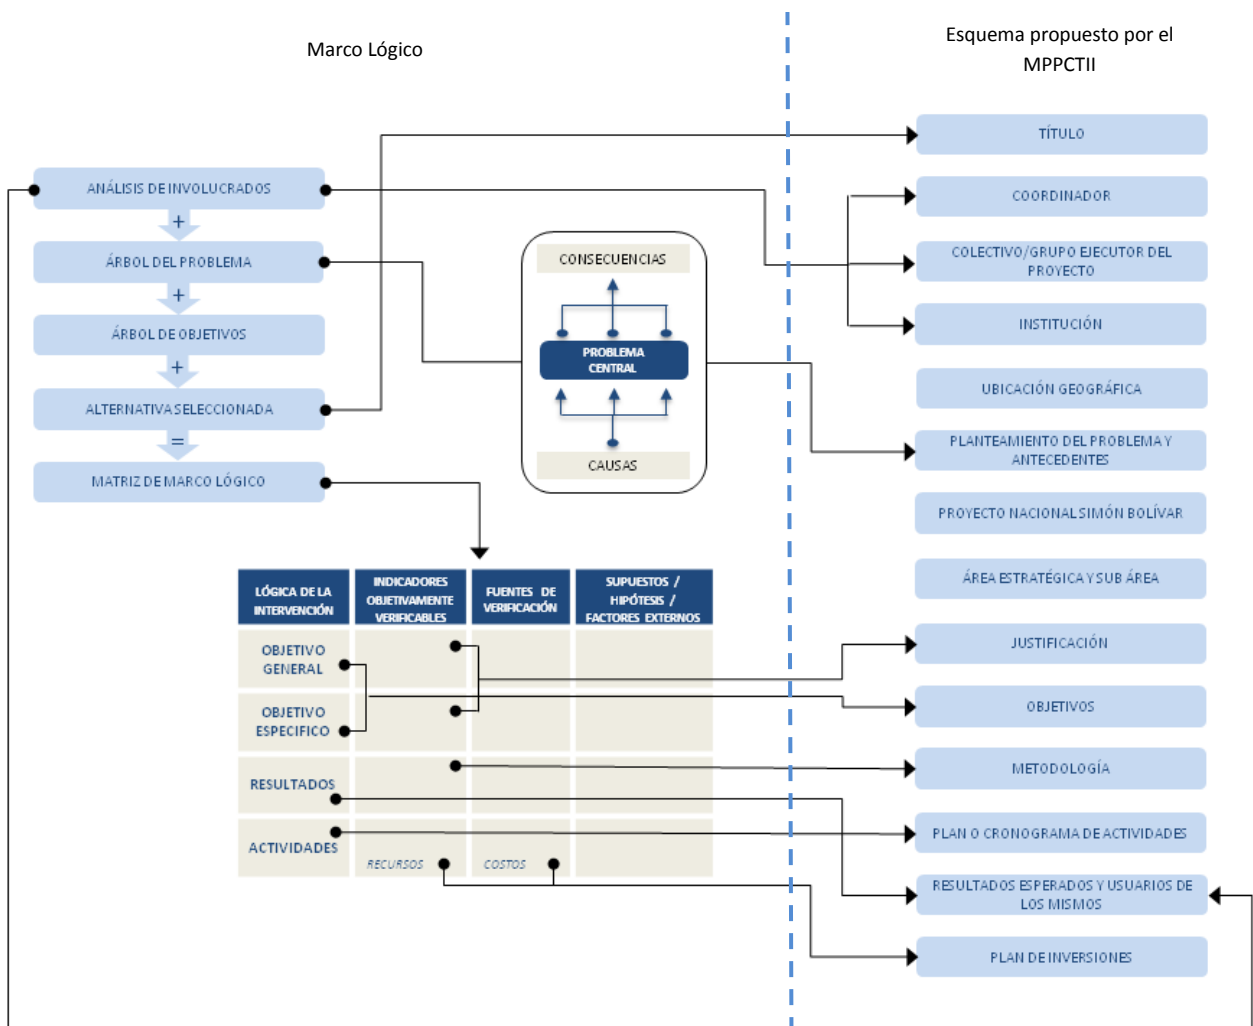 Marco Lógico
Esquema propuesto por el
MPPCTII
ANÁLISIS DE INVOLUCRADOS
+
ÁRBOL DEL PROBLEMA
+
ÁRBOL DE OBJETIVOS
+
ALTERNATIVA SELECCIONADA
=
MATRIZ DE MARCO LÓGICO
CONSECUENCIAS
PROBLEMA
CENTRAL
CAUSAS
LÓGICA DE LA
INTERVENCIÓN
INDICADORES
OBJETIVAMENTE
VERIFICABLES
FUENTES DE
VERIFICACIÓN
SUPUESTOS /
HIPÓTESIS /
FACTORES EXTERNOS
OBJETIVO
GENERAL
OBJETIVO
ESPECIFICO
RESULTADOS
ACTIVIDADES
RECURSOS
COSTOS
TÍTULO
COORDINADOR
COLECTIVO/GRUPO EJECUTOR DEL
PROYECTO
INSTITUCIÓN
UBICACIÓN GEOGRÁFICA
PLANTEAMIENTO DEL PROBLEMA Y
ANTECEDENTES
PROYECTO NACIONAL SIMÓN BOLÍVAR
ÁREA ESTRATÉGICA Y SUB ÁREA
JUSTIFICACIÓN
OBJETIVOS
METODOLOGÍA
PLAN O CRONOGRAMA DE ACTIVIDADES
RESULTADOS ESPERADOS Y USUARIOS DE
LOS MISMOS
PLAN DE INVERSIONES